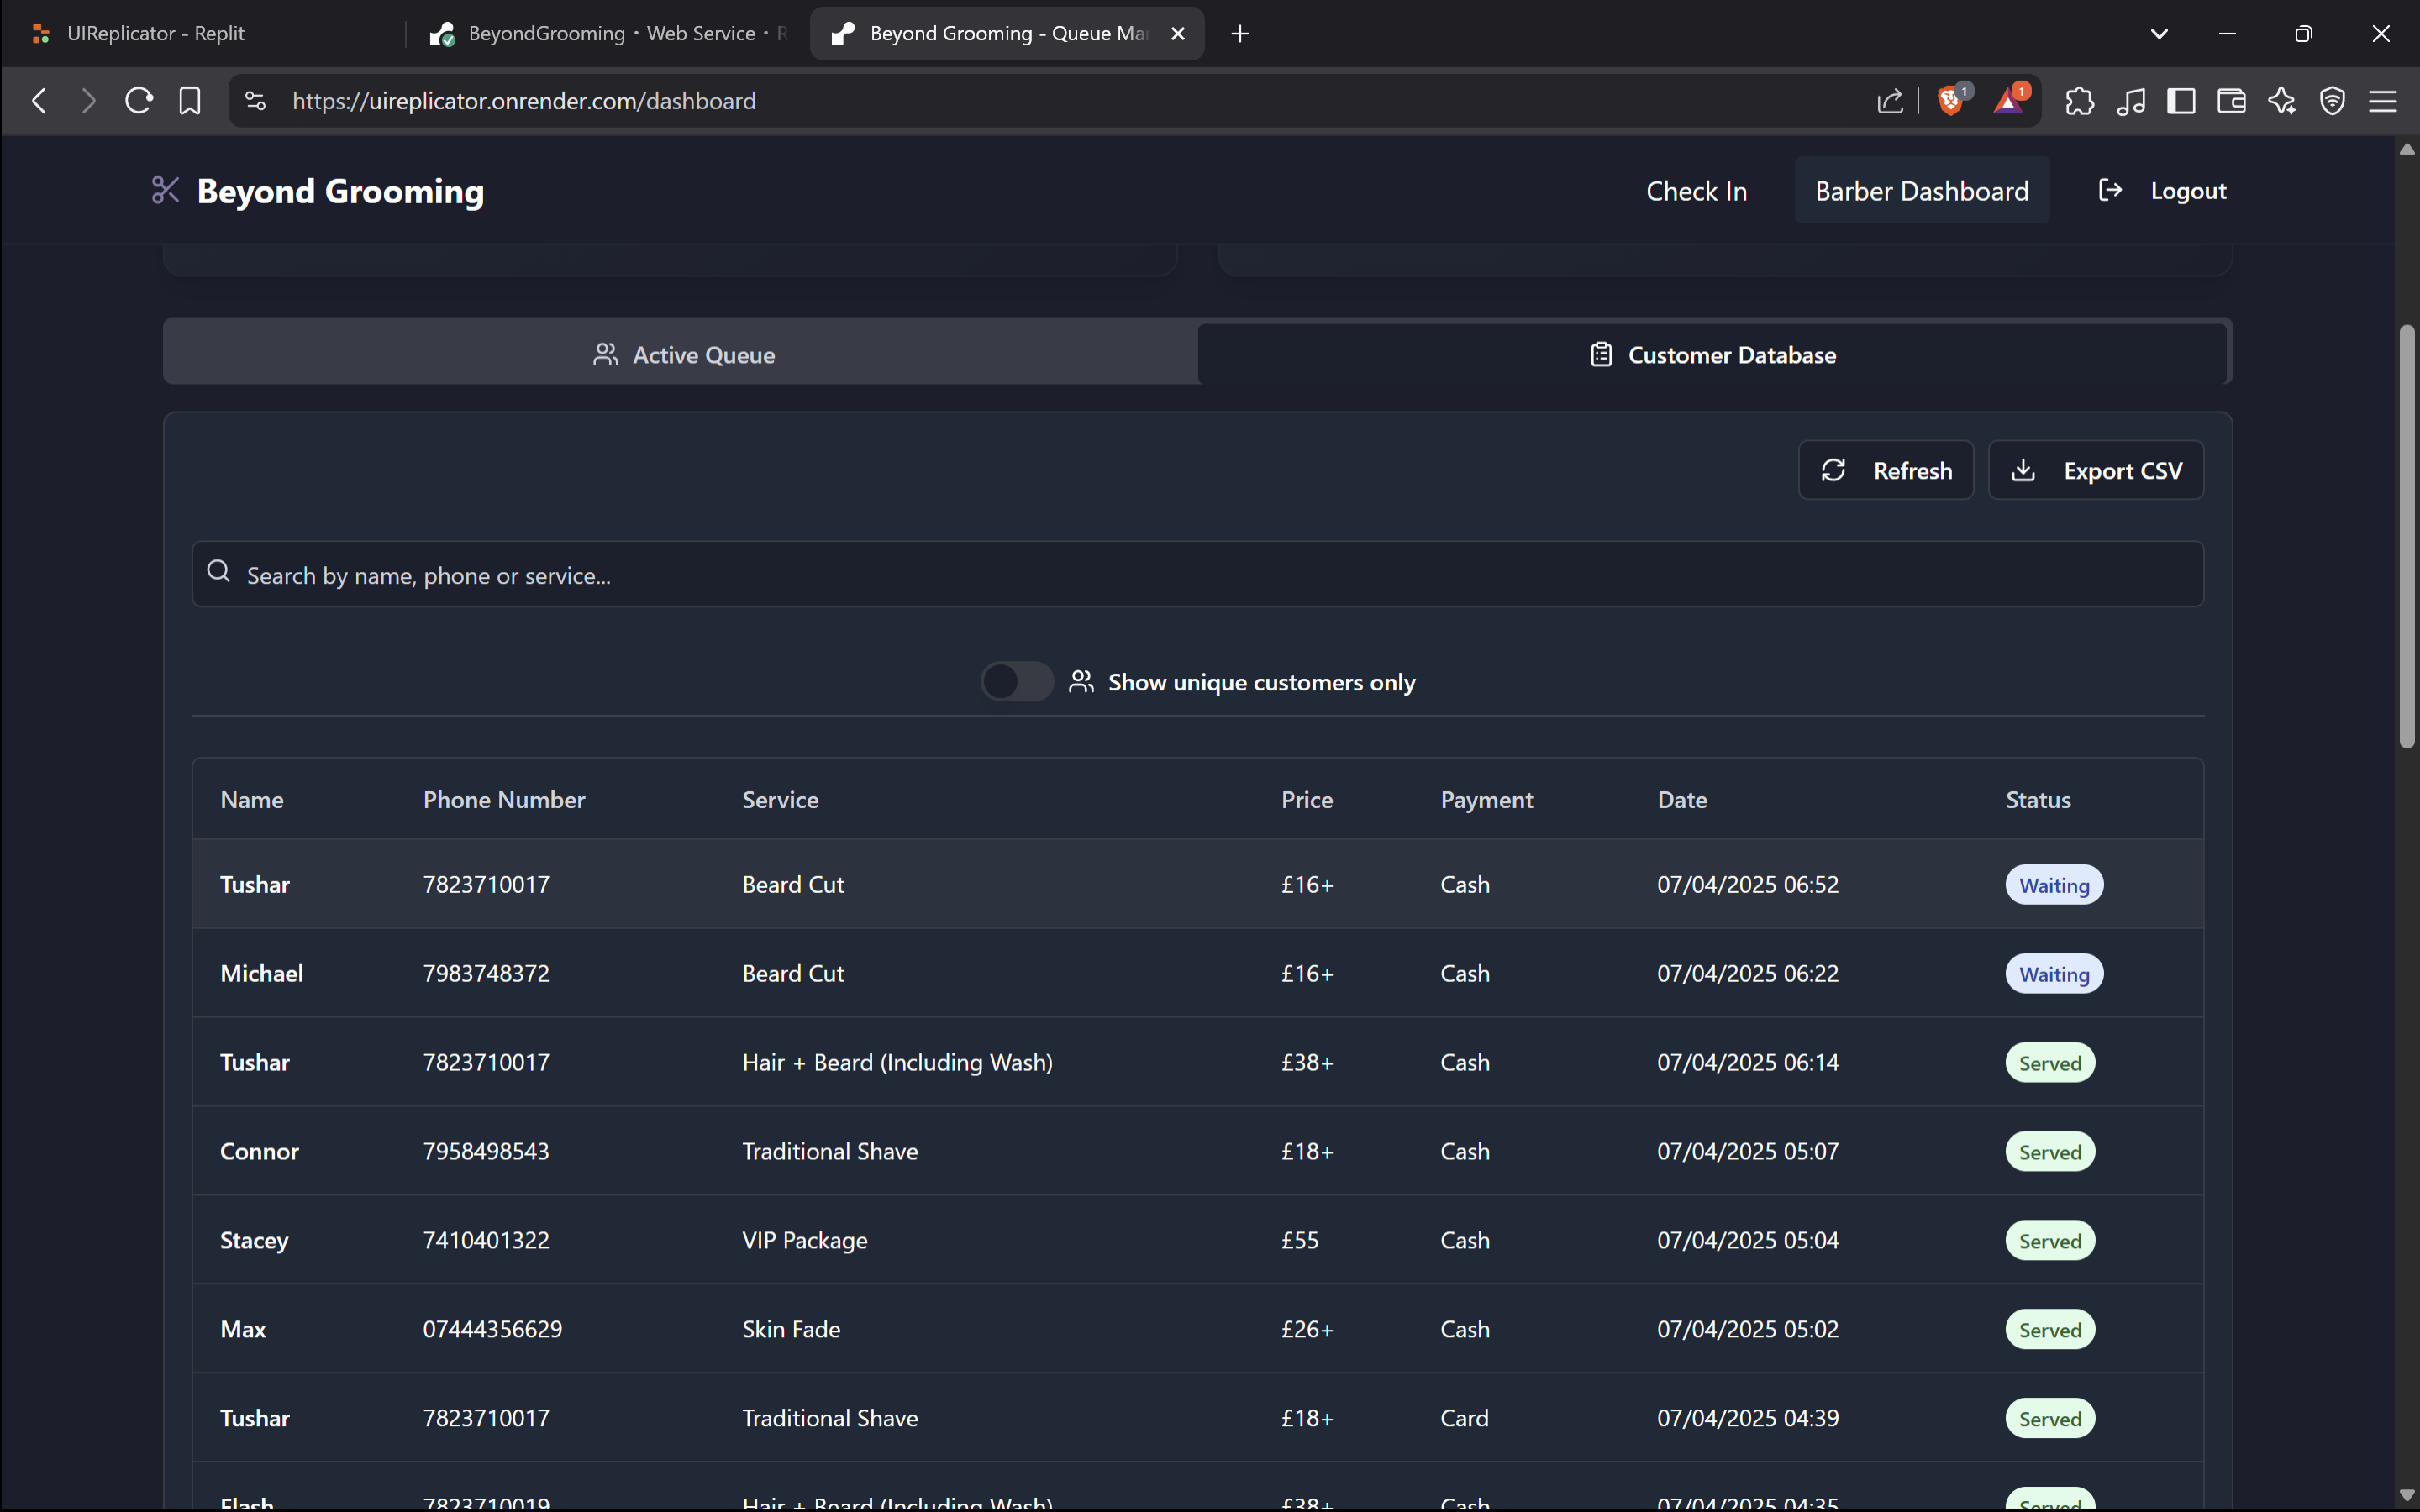 UIReplicator - Replit
BeyondGrooming • Web Service • R
Beyond Grooming - Queue Ma
https://uireplicator.onrender.com/dashboard
1
1
Beyond Grooming
Check In
Barber Dashboard
Logout
Active Queue
Customer Database
Refresh
Export CSV
Search by name, phone or service...
Show unique customers only
Name Phone Number Service Price Payment Date Status
Tushar 7823710017 Beard Cut £16+ Cash 07/04/2025 06:52 Waiting
Michael 7983748372 Beard Cut £16+ Cash 07/04/2025 06:22 Waiting
Tushar 7823710017 Hair + Beard (Including Wash) £38+ Cash 07/04/2025 06:14 Served
Connor 7958498543 Traditional Shave £18+ Cash 07/04/2025 05:07 Served
Stacey 7410401322 VIP Package £55 Cash 07/04/2025 05:04 Served
Max 07444356629 Skin Fade £26+ Cash 07/04/2025 05:02 Served
Tushar 7823710017 Traditional Shave £18+ Card 07/04/2025 04:39 Served
Flash 7823710019 Hair + Beard (Including Wash) £38+ Cash 07/04/2025 04:35 Served